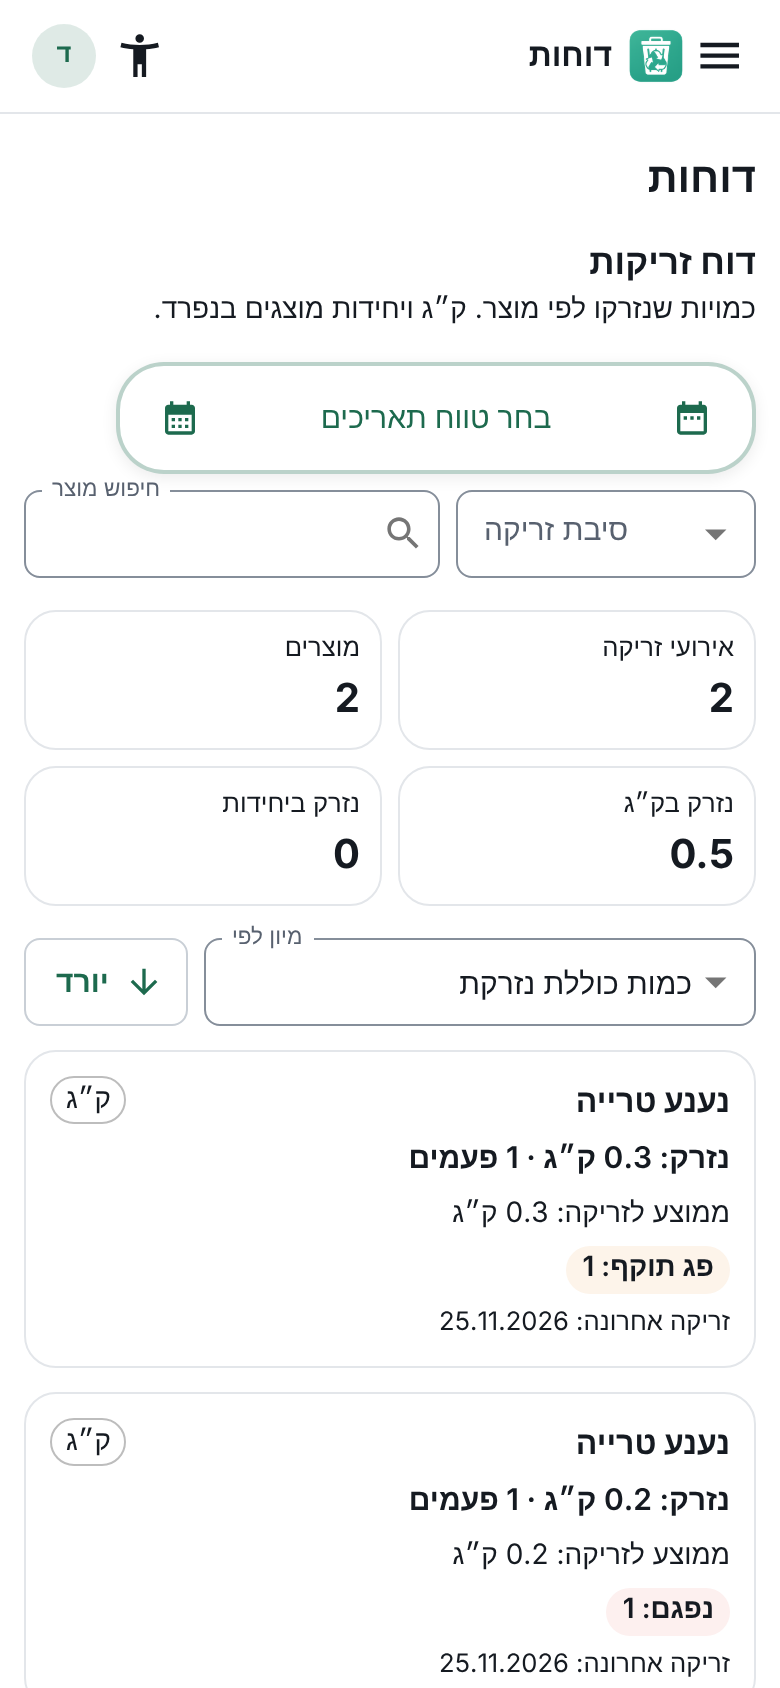 דוחות
ד
דוחות
דוח זריקות
כמויות שנזרקו לפי מוצר. ק״ג ויחידות מוצגים בנפרד.
בחר טווח תאריכים
סיבת זריקה
חיפוש מוצר
אירועי זריקה
2
מוצרים
2
נזרק בק״ג
0.5
נזרק ביחידות
0
מיון לפי
כמות כוללת נזרקת
יורד
נענע טרייה
ק״ג
נזרק: 0.3 ק״ג · 1 פעמים
ממוצע לזריקה: 0.3 ק״ג
פג תוקף: 1
זריקה אחרונה: 25.11.2026
נענע טרייה
ק״ג
נזרק: 0.2 ק״ג · 1 פעמים
ממוצע לזריקה: 0.2 ק״ג
נפגם: 1
זריקה אחרונה: 25.11.2026